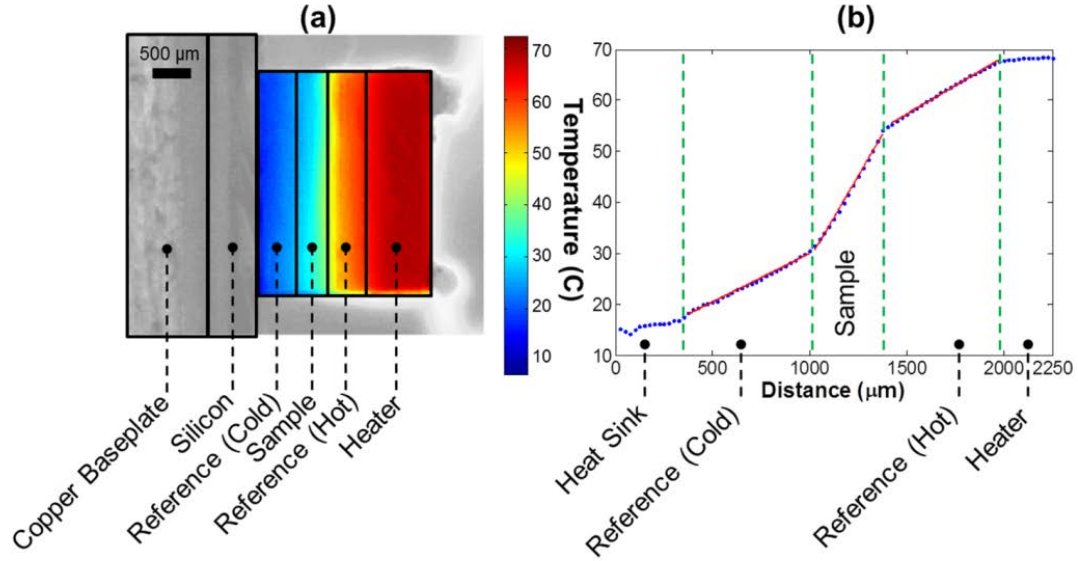 (a)
500 μm
70
60
50
40
30
20
10
Temperature (C)
Copper Baseplate
Silicon
Reference (Cold)
Sample
Reference (Hot)
Heater
(b)
70
60
50
40
30
20
10
0
500
1000
1500
2000 2250
Sample
Distance (μm)
Heat Sink
Reference (Cold)
Reference (Hot)
Heater